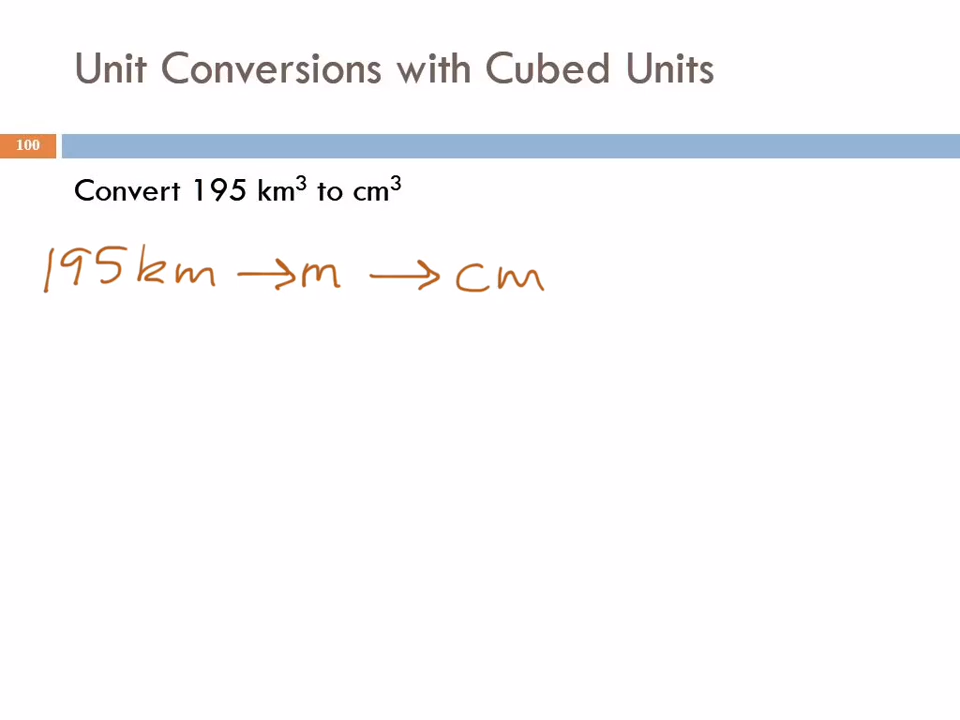 Unit Conversions with Cubed Units
100
Convert 195 km³ to cm³
195 km → m → cm